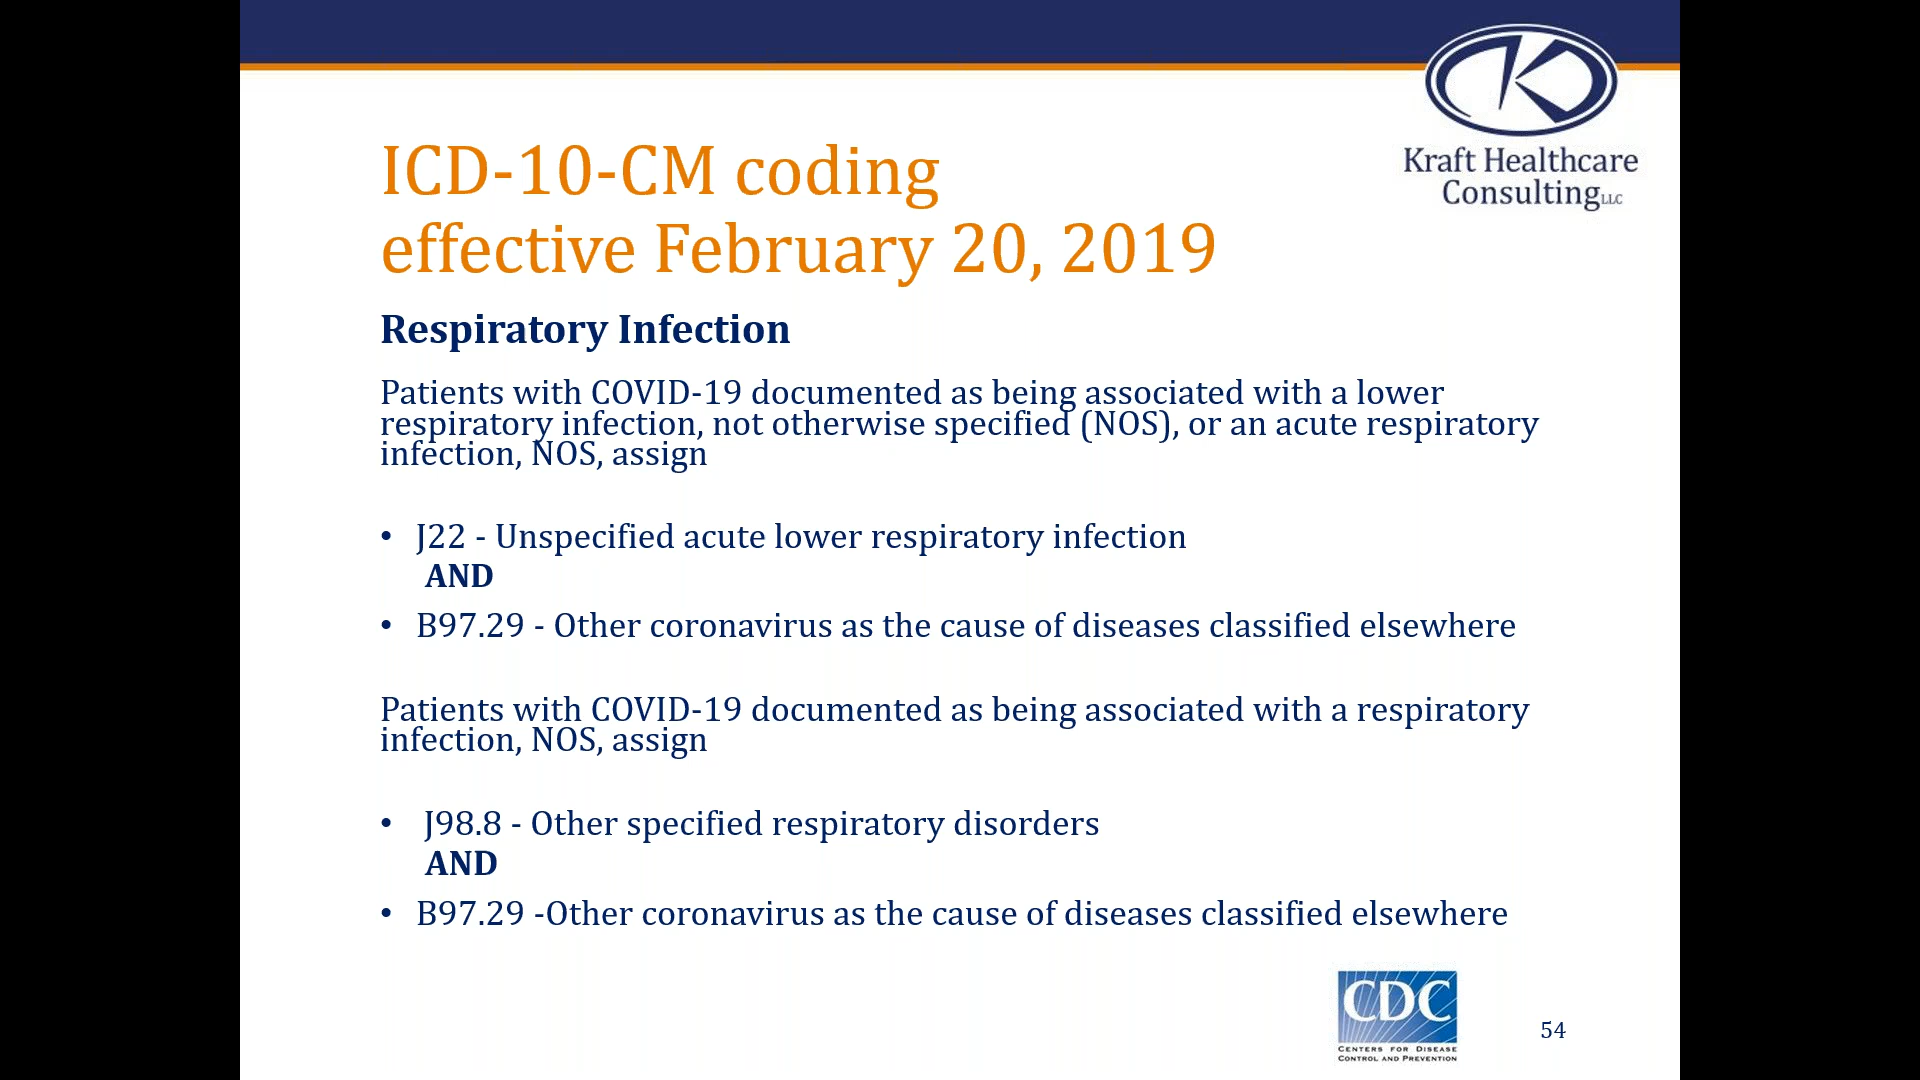 Kraft Healthcare
Consulting LLC
ICD-10-CM coding
effective February 20, 2019
Respiratory Infection
Patients with COVID-19 documented as being associated with a lower
respiratory infection, not otherwise specified (NOS), or an acute respiratory
infection, NOS, assign
• J22 - Unspecified acute lower respiratory infection
AND
• B97.29 - Other coronavirus as the cause of diseases classified elsewhere
Patients with COVID-19 documented as being associated with a respiratory
infection, NOS, assign
• J98.8 - Other specified respiratory disorders
AND
• B97.29 -Other coronavirus as the cause of diseases classified elsewhere
CDC
CENTERS FOR DISEASE
CONTROL AND PREVENTION
54